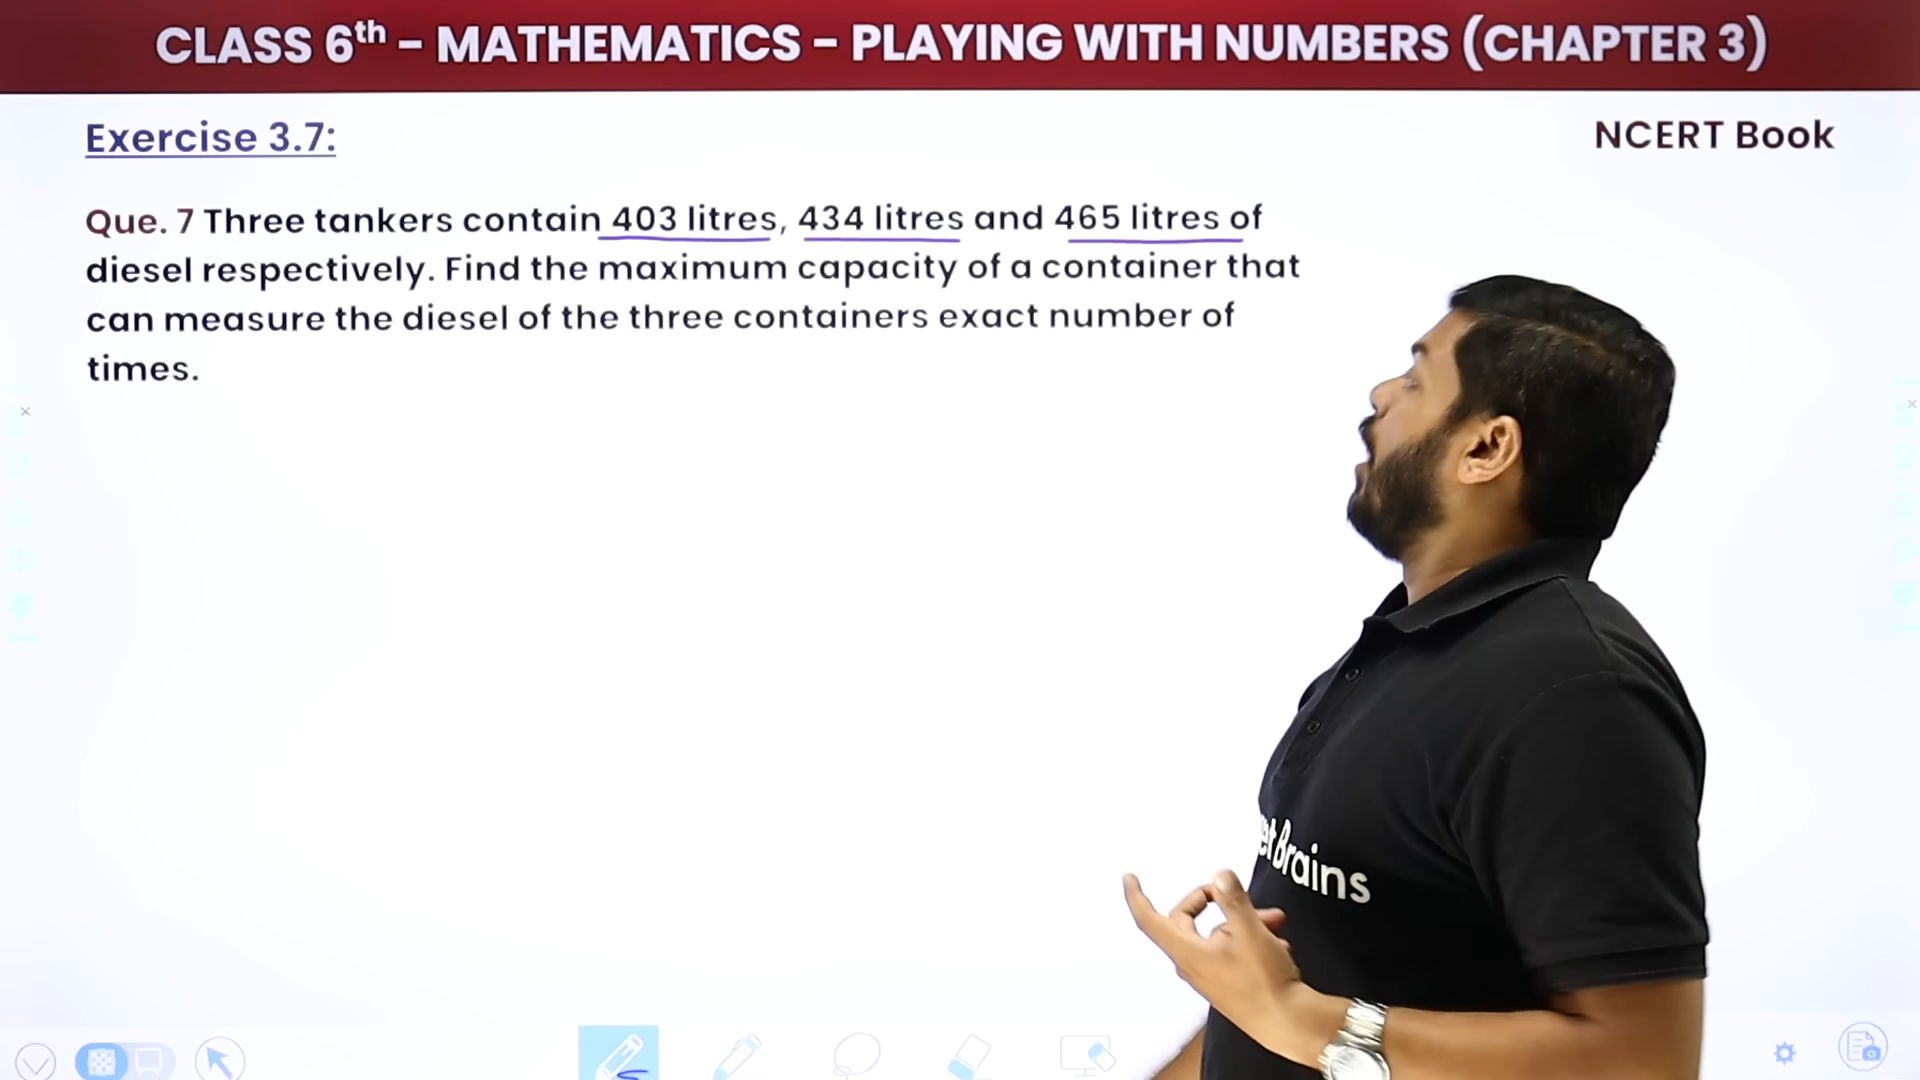 CLASS 6th – MATHEMATICS – PLAYING WITH NUMBERS (CHAPTER 3)
Exercise 3.7:
NCERT Book
Que. 7 Three tankers contain 403 litres, 434 litres and 465 litres of
diesel respectively. Find the maximum capacity of a container that
can measure the diesel of the three containers exact number of
times.
Brains